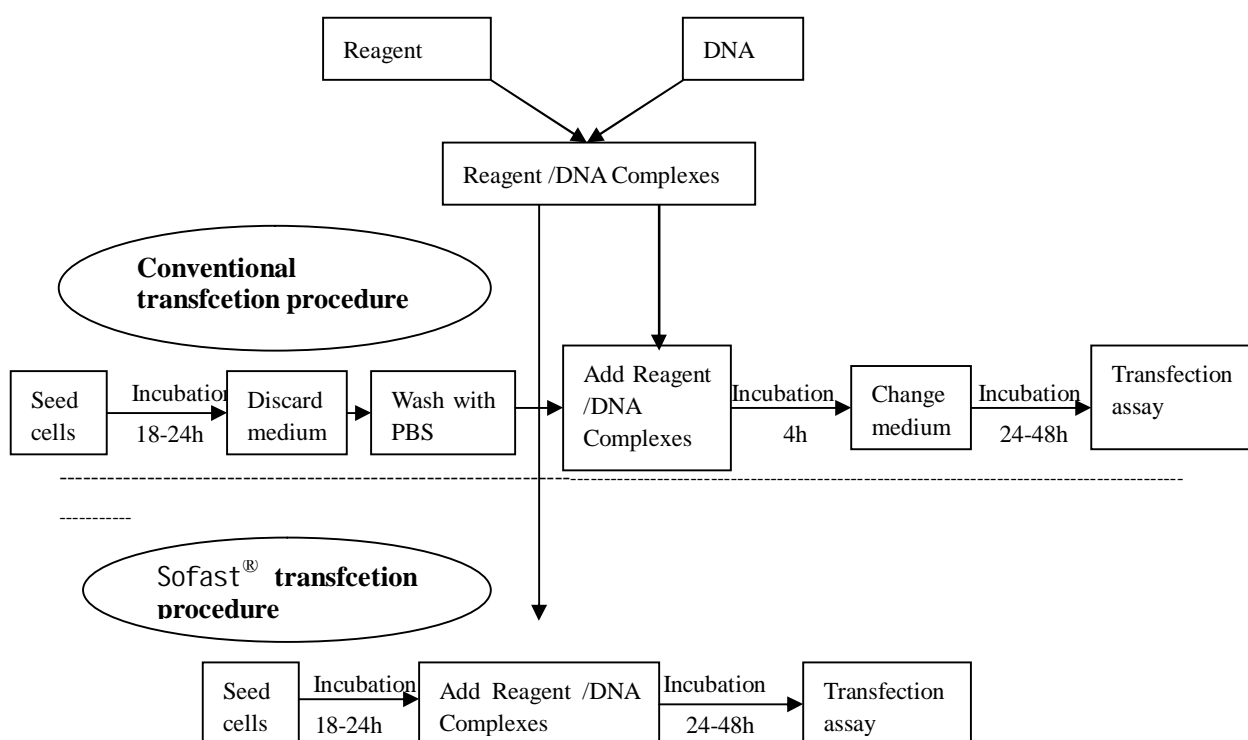 Reagent
DNA
Reagent /DNA Complexes
Conventional
transfcetion procedure
Seed
cells
Incubation
18-24h
Discard
medium
Wash with
PBS
Add Reagent
/DNA
Complexes
Incubation
4h
Change
medium
Incubation
24-48h
Transfection
assay
Sofast® transfcetion
procedure
Seed
cells
Incubation
18-24h
Add Reagent /DNA
Complexes
Incubation
24-48h
Transfection
assay